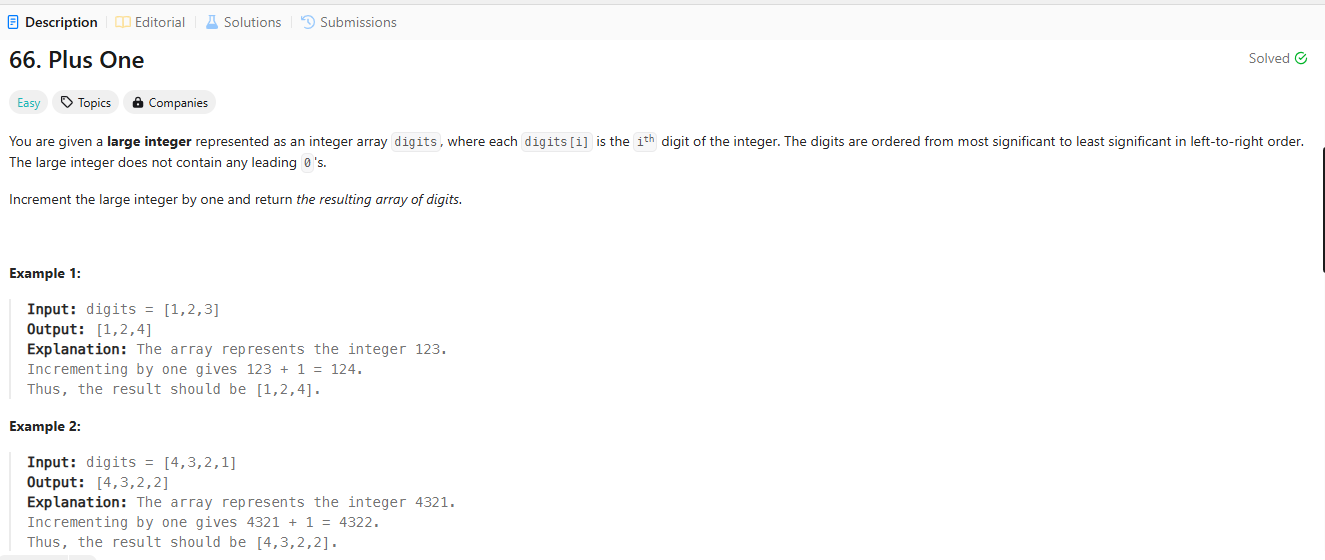 Description Editorial Solutions Submissions
66. Plus One Solved
Easy Topics Companies
You are given a large integer represented as an integer array digits, where each digits[i] is the ith digit of the integer. The digits are ordered from most significant to least significant in left-to-right order.
The large integer does not contain any leading 0's.
Increment the large integer by one and return the resulting array of digits.
Example 1:
Input: digits = [1,2,3]
Output: [1,2,4]
Explanation: The array represents the integer 123.
Incrementing by one gives 123 + 1 = 124.
Thus, the result should be [1,2,4].
Example 2:
Input: digits = [4,3,2,1]
Output: [4,3,2,2]
Explanation: The array represents the integer 4321.
Incrementing by one gives 4321 + 1 = 4322.
Thus, the result should be [4,3,2,2].